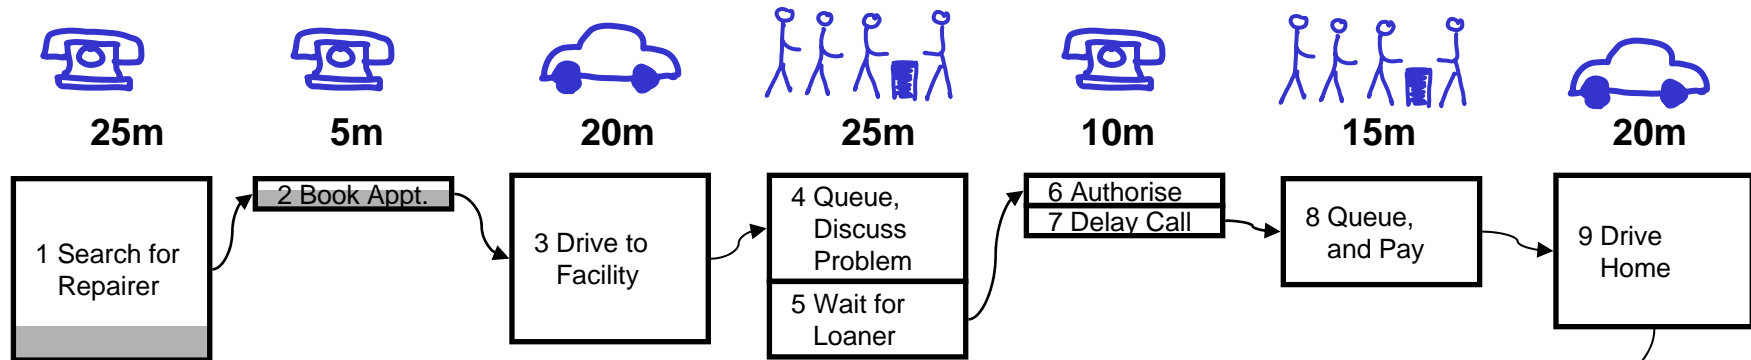 25m
5m
20m
25m
10m
15m
20m
1 Search for
Repairer
2 Book Appt.
3 Drive to
Facility
4 Queue,
Discuss
Problem
5 Wait for
Loaner
6 Authorise
7 Delay Call
8 Queue,
and Pay
9 Drive
Home